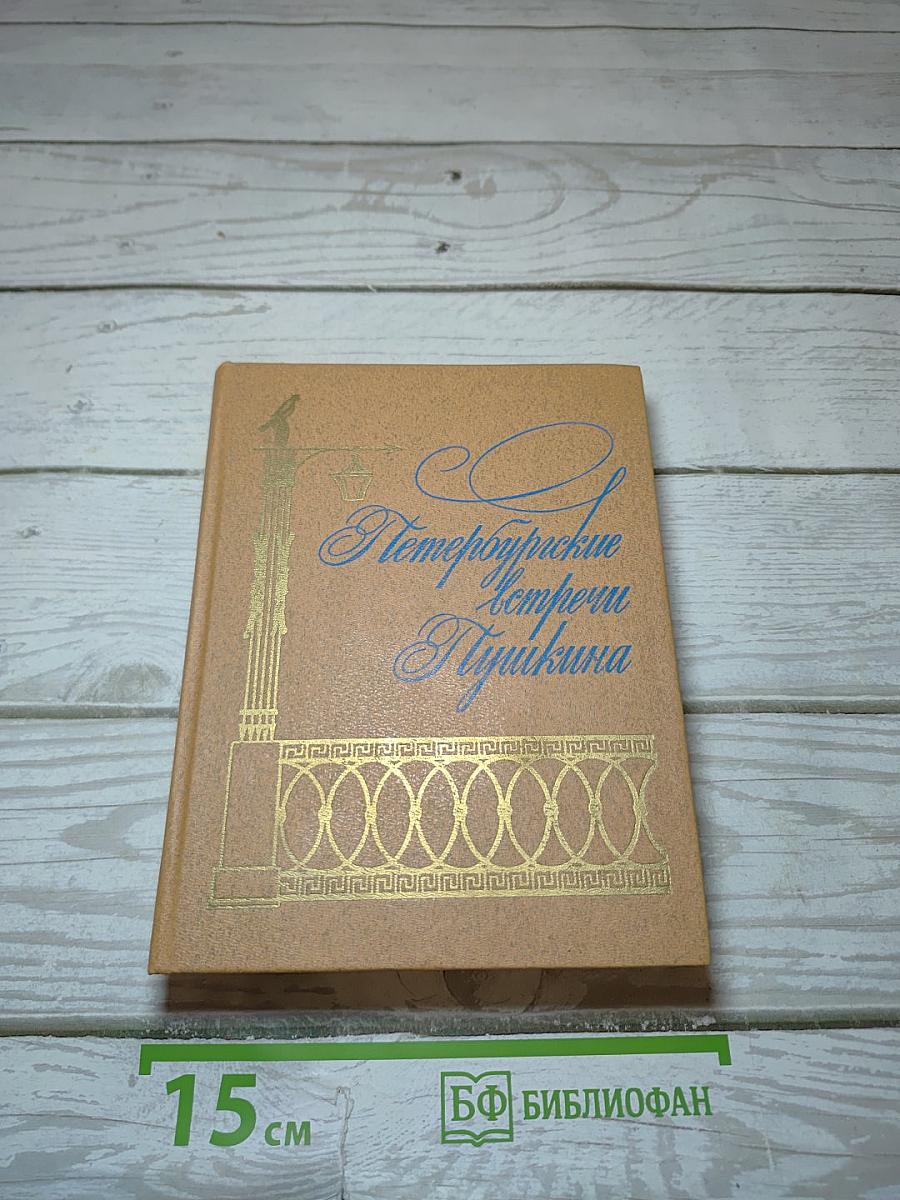 Петербургские
встречи
Пушкина
15 см
БФ БИБЛИОФАН